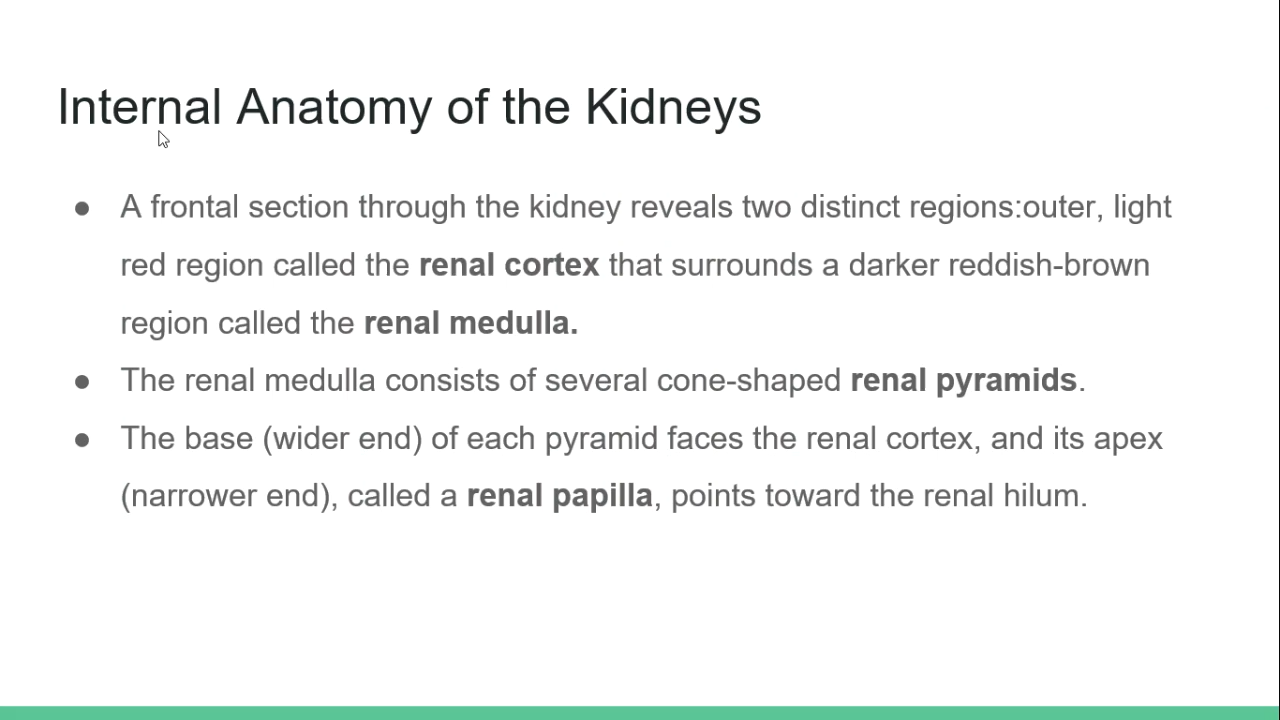 Internal Anatomy of the Kidneys
● A frontal section through the kidney reveals two distinct regions:outer, light
red region called the renal cortex that surrounds a darker reddish-brown
region called the renal medulla.
● The renal medulla consists of several cone-shaped renal pyramids.
● The base (wider end) of each pyramid faces the renal cortex, and its apex
(narrower end), called a renal papilla, points toward the renal hilum.